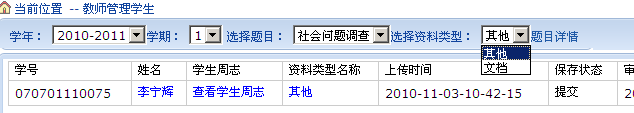 当前位置 -- 教师管理学生
学年： 2010-2011 学期： 1 选择题目： 社会问题调查 选择资料类型： 其他 题目详情
其他
文档
学号 姓名 学生周志 资料类型名称 上传时间 保存状态
070701110075 李宁辉 查看学生周志 其他 2010-11-03-10-42-15 提交